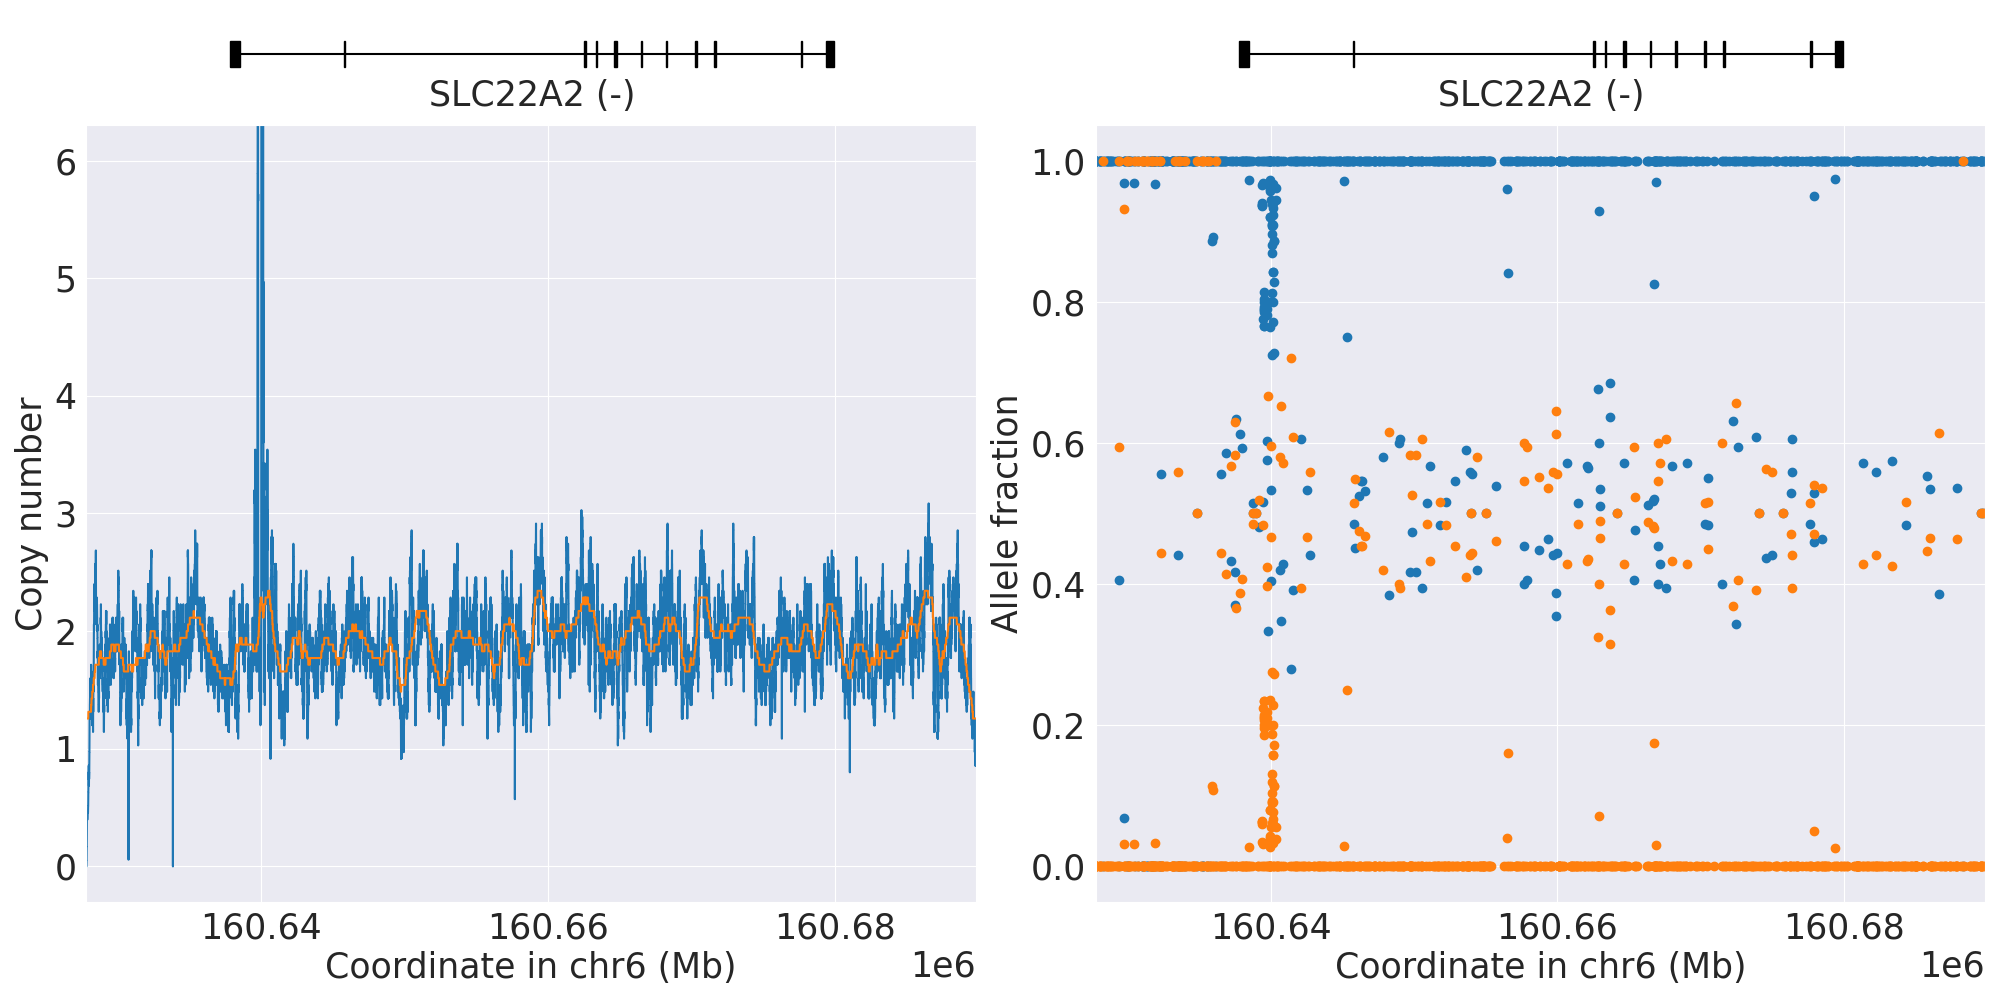 SLC22A2 (-)
Copy number
6
5
4
3
2
1
0
160.64
160.66
160.68
Coordinate in chr6 (Mb)
1e6
SLC22A2 (-)
Allele fraction
1.0
0.8
0.6
0.4
0.2
0.0
160.64
160.66
160.68
Coordinate in chr6 (Mb)
1e6